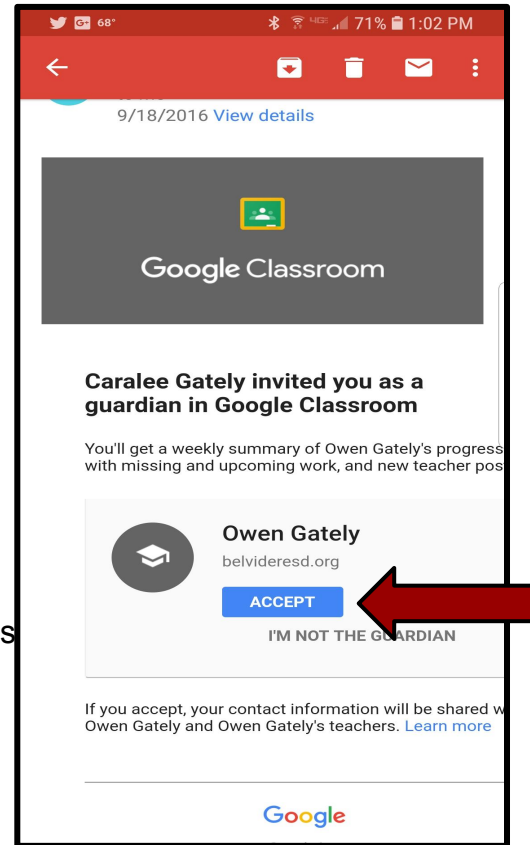 68°
4G 71% 1:02 PM
9/18/2016 View details
Google Classroom
Caralee Gately invited you as a
guardian in Google Classroom
You'll get a weekly summary of Owen Gately's progress
with missing and upcoming work, and new teacher pos
Owen Gately
belvideresd.org
ACCEPT
I'M NOT THE GUARDIAN
s
If you accept, your contact information will be shared w
Owen Gately and Owen Gately's teachers. Learn more
Google